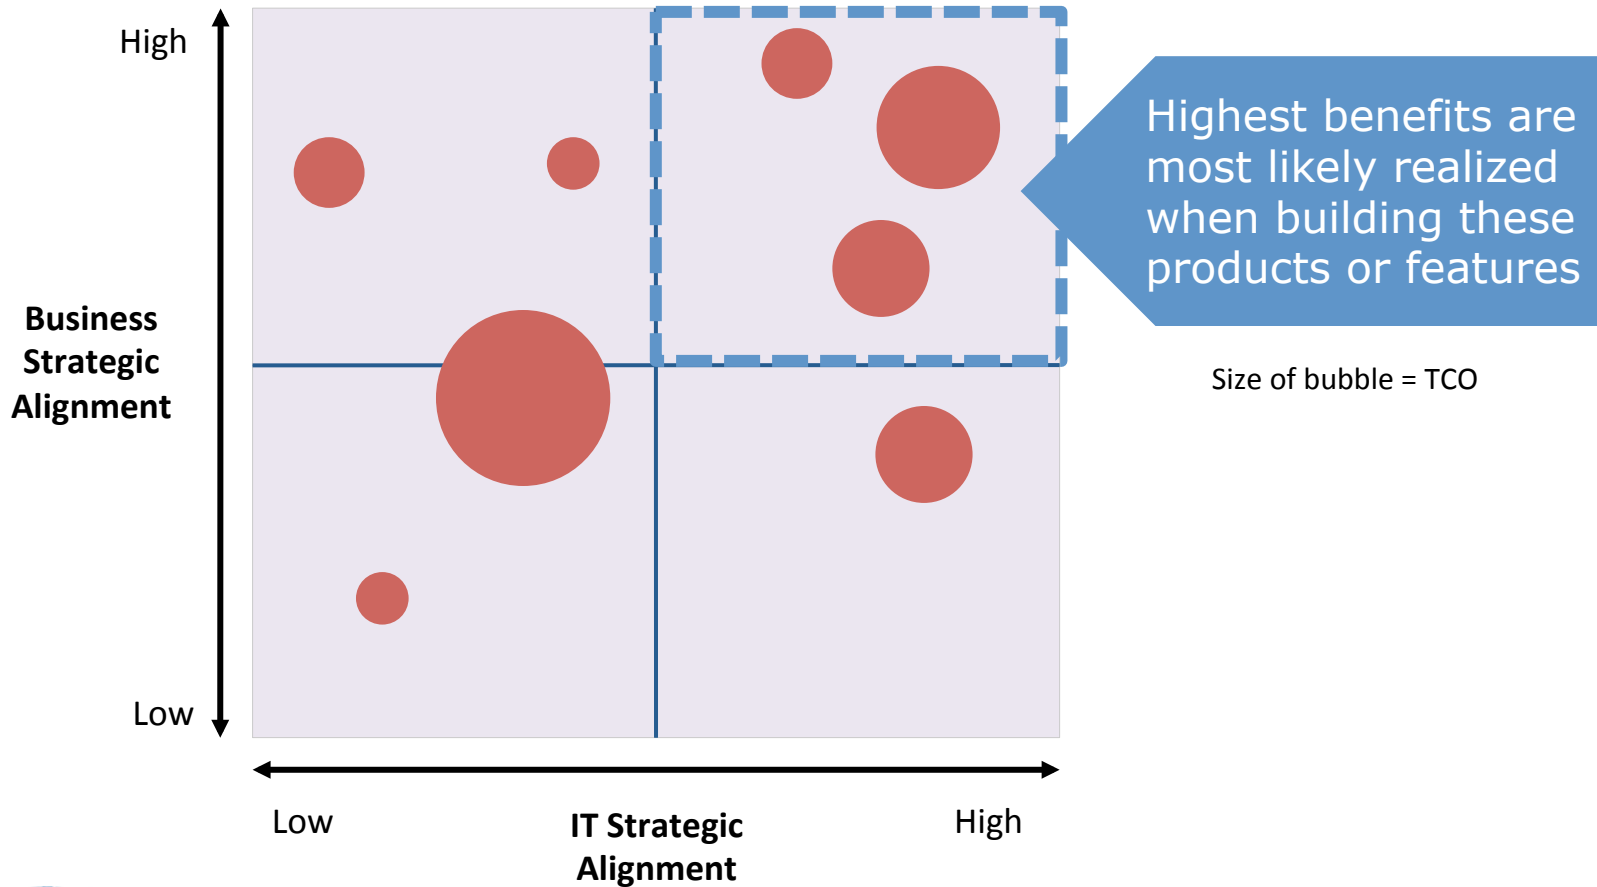 High
Business
Strategic
Alignment
Low
Low
IT Strategic
Alignment
High
Highest benefits are
most likely realized
when building these
products or features
Size of bubble = TCO